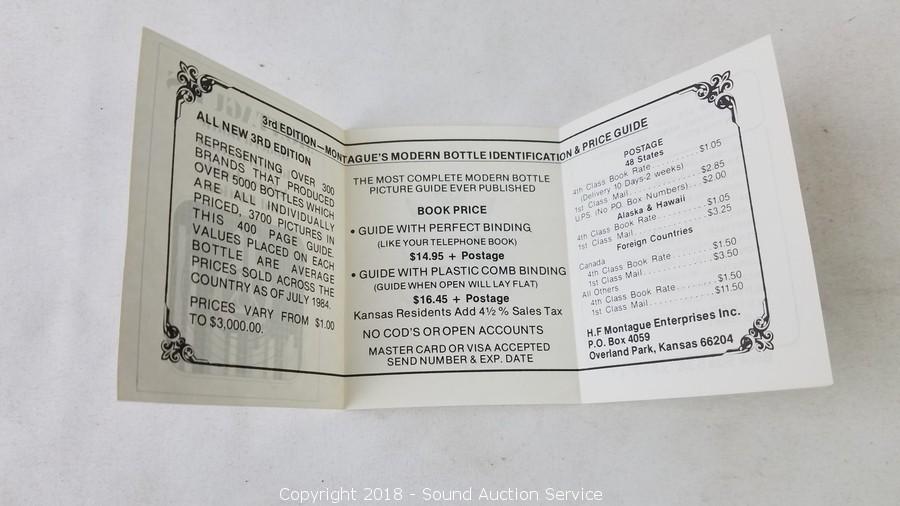 3rd EDITION—MONTAGUE'S MODERN BOTTLE IDENTIFICATION & PRICE GUIDE
ALL NEW 3RD EDITION
REPRESENTING OVER 300
BRANDS THAT PRODUCED
OVER 5000 BOTTLES WHICH
ARE ALL INDIVIDUALLY
PRICED, 3700 PICTURES IN
THIS 400 PAGE GUIDE.
VALUES PLACED ON EACH
BOTTLE ARE AVERAGE
PRICES SOLD ACROSS THE
COUNTRY AS OF JULY 1984.
PRICES VARY FROM $1.00
TO $3,000.00.
THE MOST COMPLETE MODERN BOTTLE
PICTURE GUIDE EVER PUBLISHED
BOOK PRICE
• GUIDE WITH PERFECT BINDING
(LIKE YOUR TELEPHONE BOOK)
$14.95 + Postage
• GUIDE WITH PLASTIC COMB BINDING
(GUIDE WHEN OPEN WILL LAY FLAT)
$16.45 + Postage
Kansas Residents Add 4½% Sales Tax
NO COD'S OR OPEN ACCOUNTS
MASTER CARD OR VISA ACCEPTED
SEND NUMBER & EXP. DATE
POSTAGE
48 States
4th Class Book Rate..........$1.05
(Delivery 10 Days-2 weeks)
1st Class Mail..........$2.85
U.P.S. (No P.O. Box Numbers)..$2.00
Alaska & Hawaii
4th Class Book Rate..........$1.05
1st Class Mail..........$3.25
Foreign Countries
Canada
4th Class Book Rate..........$1.50
1st Class Mail..........$3.50
All Others
4th Class Book Rate..........$1.50
1st Class Mail..........$11.50
H.F Montague Enterprises Inc.
P.O. Box 4059
Overland Park, Kansas 66204
Copyright 2018 - Sound Auction Service